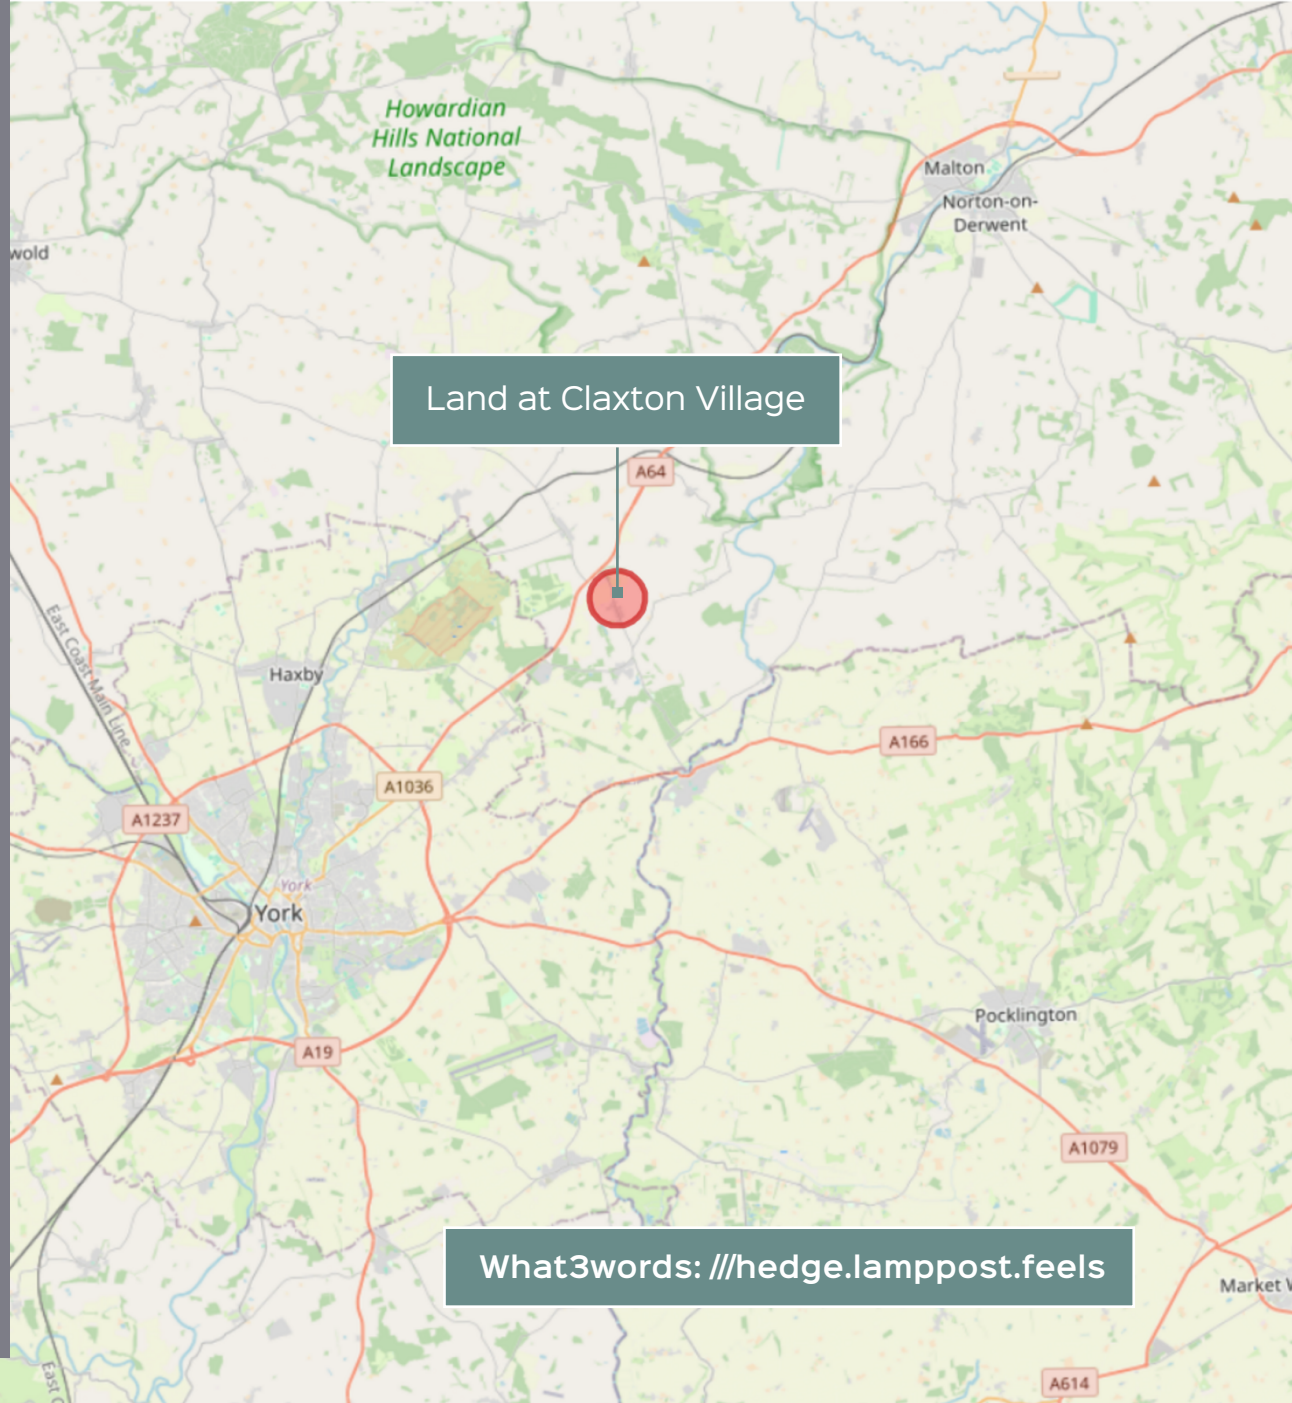 Howardian
Hills National
Landscape
Malton
Norton-on-
Derwent
wold
Land at Claxton Village
A64
East Coast Main Line
Haxby
A166
A1036
A1237
York
York
Pocklington
A19
A1079
What3words: ///hedge.lamppost.feels
Market
A614
East